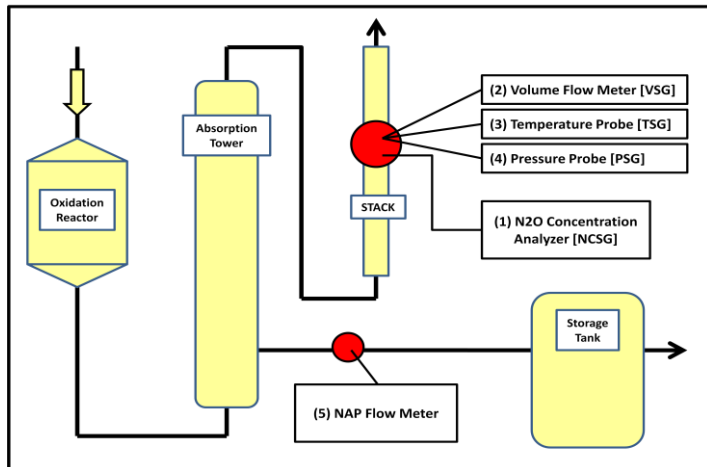 (2) Volume Flow Meter [VSG]
(3) Temperature Probe [TSG]
(4) Pressure Probe [PSG]
Absorption
Tower
Oxidation
Reactor
STACK
(1) N2O Concentration
Analyzer [NCSG]
Storage
Tank
(5) NAP Flow Meter